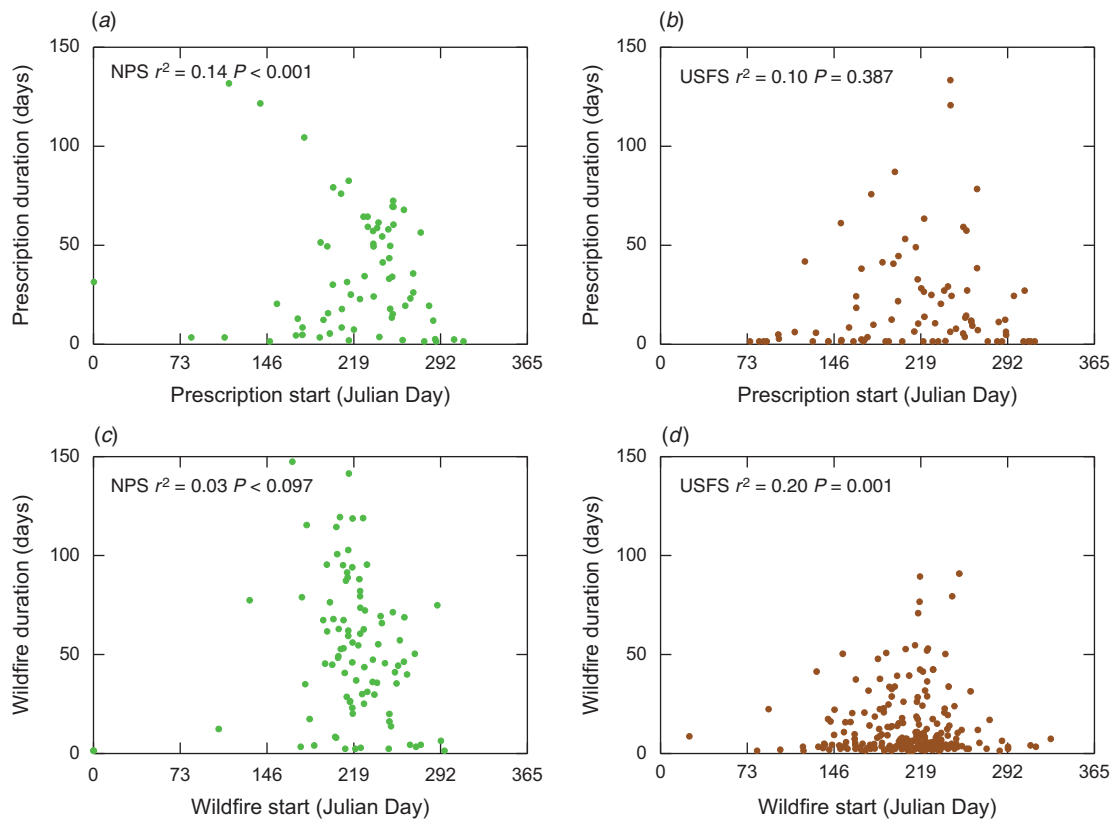 (a)
NPS r² = 0.14 P < 0.001
150
100
50
0
Prescription duration (days)
0 73 146 219 292 365
Prescription start (Julian Day)
(b)
USFS r² = 0.10 P = 0.387
150
100
50
0
Prescription duration (days)
0 73 146 219 292 365
Prescription start (Julian Day)
(c)
NPS r² = 0.03 P < 0.097
150
100
50
0
Wildfire duration (days)
0 73 146 219 292 365
Wildfire start (Julian Day)
(d)
USFS r² = 0.20 P = 0.001
150
100
50
0
Wildfire duration (days)
0 73 146 219 292 365
Wildfire start (Julian Day)